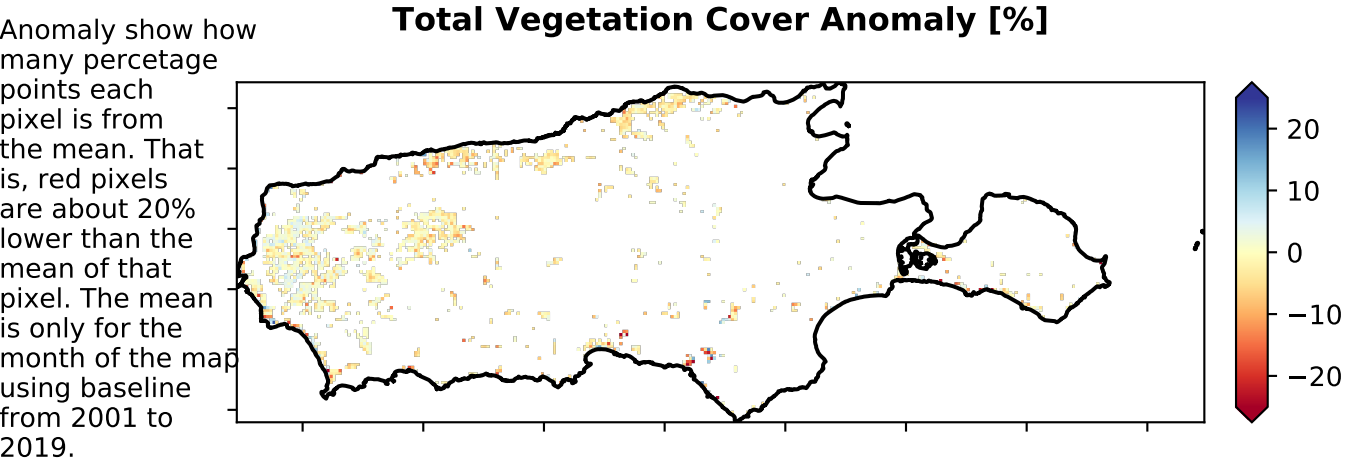 Total Vegetation Cover Anomaly [%]
Anomaly show how
many percetage
points each
pixel is from
the mean. That
is, red pixels
are about 20%
lower than the
mean of that
pixel. The mean
is only for the
month of the map
using baseline
from 2001 to
2019.
20
10
0
−10
−20